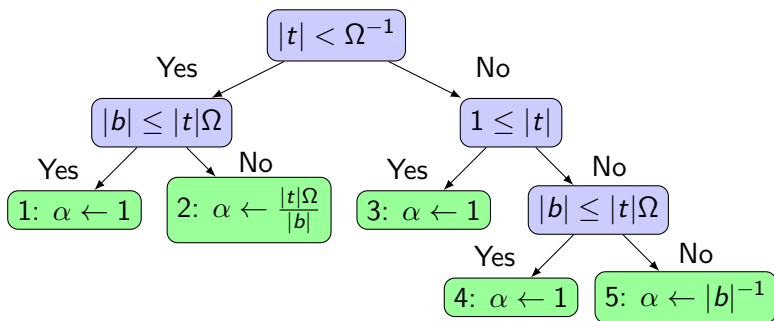 |t| < Ω⁻¹
Yes
No
|b| ≤ |t|Ω
1 ≤ |t|
Yes
No
Yes
No
1: α ← 1
2: α ← |t|Ω/|b|
3: α ← 1
|b| ≤ |t|Ω
Yes
No
4: α ← 1
5: α ← |b|⁻¹